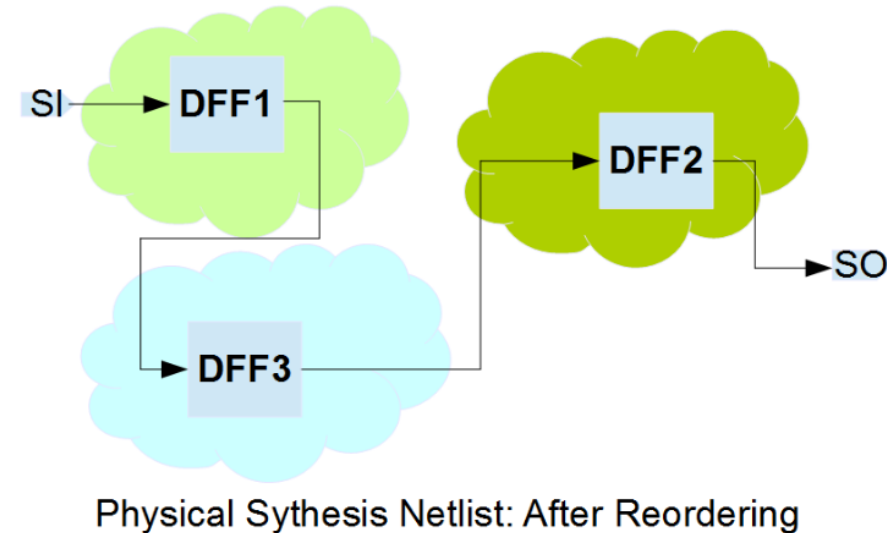 SI
DFF1
DFF2
SO
DFF3
Physical Sythesis Netlist: After Reordering